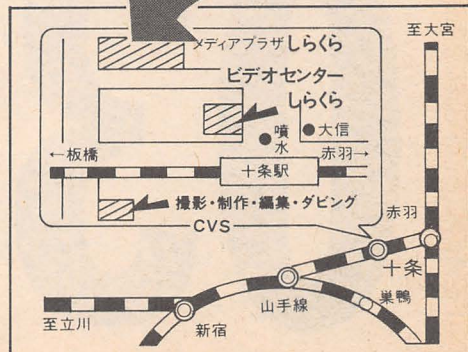 至大宮
メディアプラザしらくら
ビデオセンター
しらくら
噴水
大信
←板橋
赤羽→
十条駅
撮影・制作・編集・ダビング
CVS
赤羽
十条
巣鴨
山手線
新宿
至立川